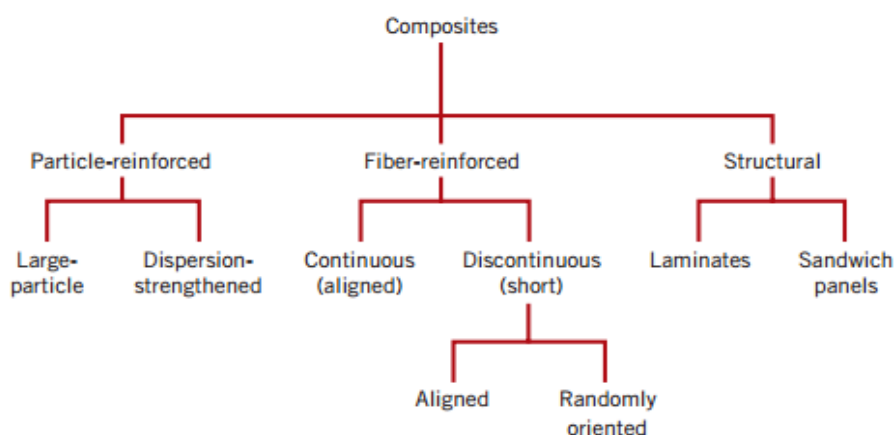 Composites
Particle-reinforced
Fiber-reinforced
Structural
Large-
particle
Dispersion-
strengthened
Continuous
(aligned)
Discontinuous
(short)
Laminates
Sandwich
panels
Aligned
Randomly
oriented